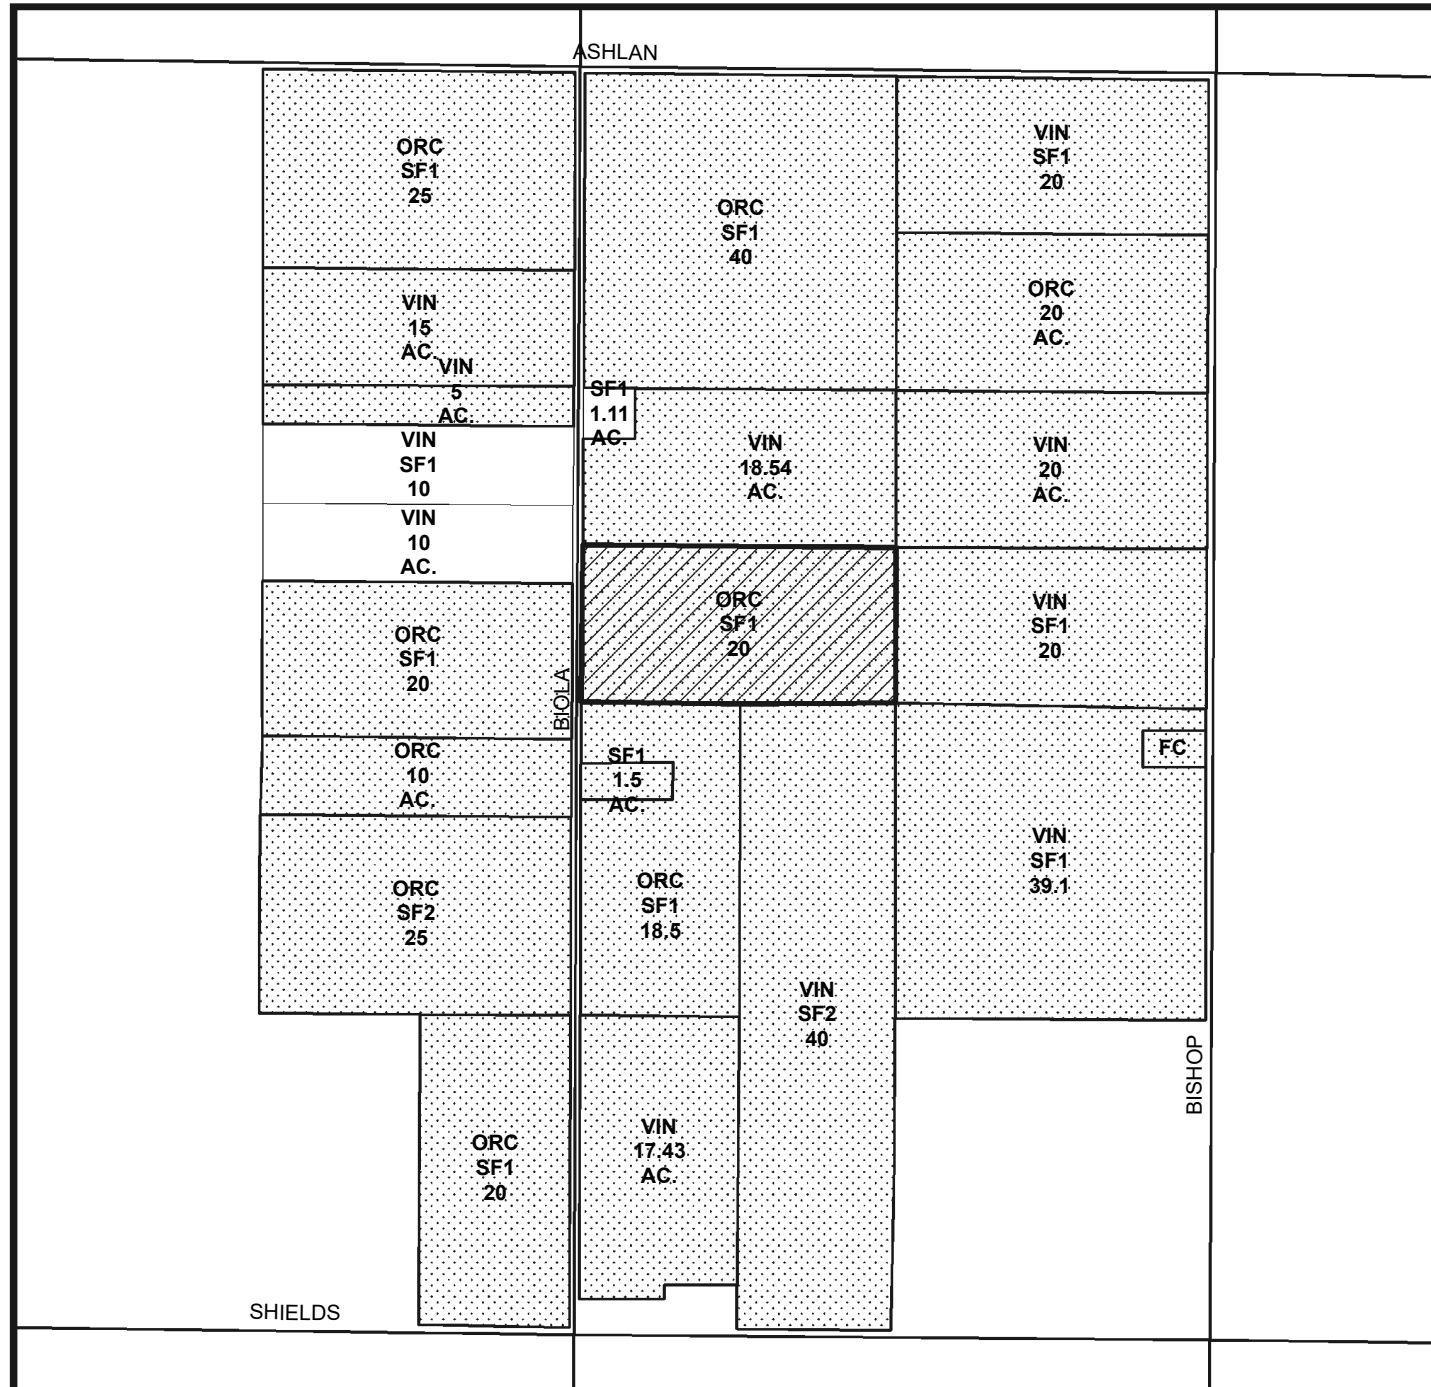 ASHLAN
ORC
SF1
25
VIN
15
AC.
VIN
5
AC.
VIN
SF1
10
VIN
10
AC.
ORC
SF1
20
ORC
10
AC.
ORC
SF2
25
ORC
SF1
20
SHIELDS
BIOLA
ORC
SF1
40
SF1
1.11
AC.
VIN
18.54
AC.
ORC
SF1
20
SF1
1.5
AC.
ORC
SF1
18.5
VIN
17.43
AC.
VIN
SF2
40
VIN
SF1
20
ORC
20
AC.
VIN
20
AC.
VIN
SF1
20
FC
VIN
SF1
39.1
BISHOP